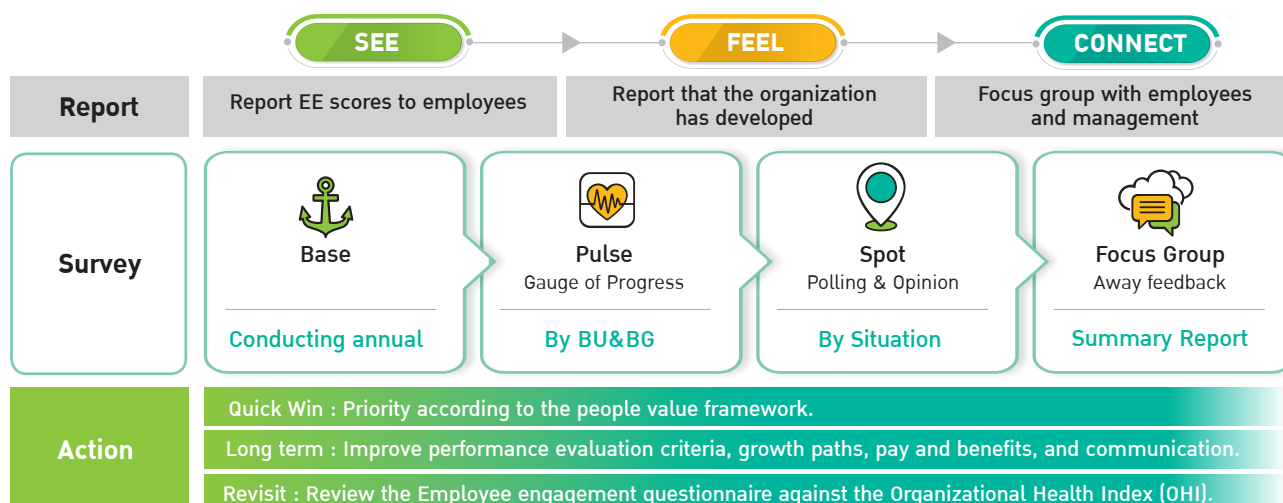 SEE
FEEL
CONNECT
Report
Report EE scores to employees
Report that the organization
has developed
Focus group with employees
and management
Survey
Base
Conducting annual
Pulse
Gauge of Progress
By BU&BG
Spot
Polling & Opinion
By Situation
Focus Group
Away feedback
Summary Report
Action
Quick Win : Priority according to the people value framework.
Long term : Improve performance evaluation criteria, growth paths, pay and benefits, and communication.
Revisit : Review the Employee engagement questionnaire against the Organizational Health Index (OHI).